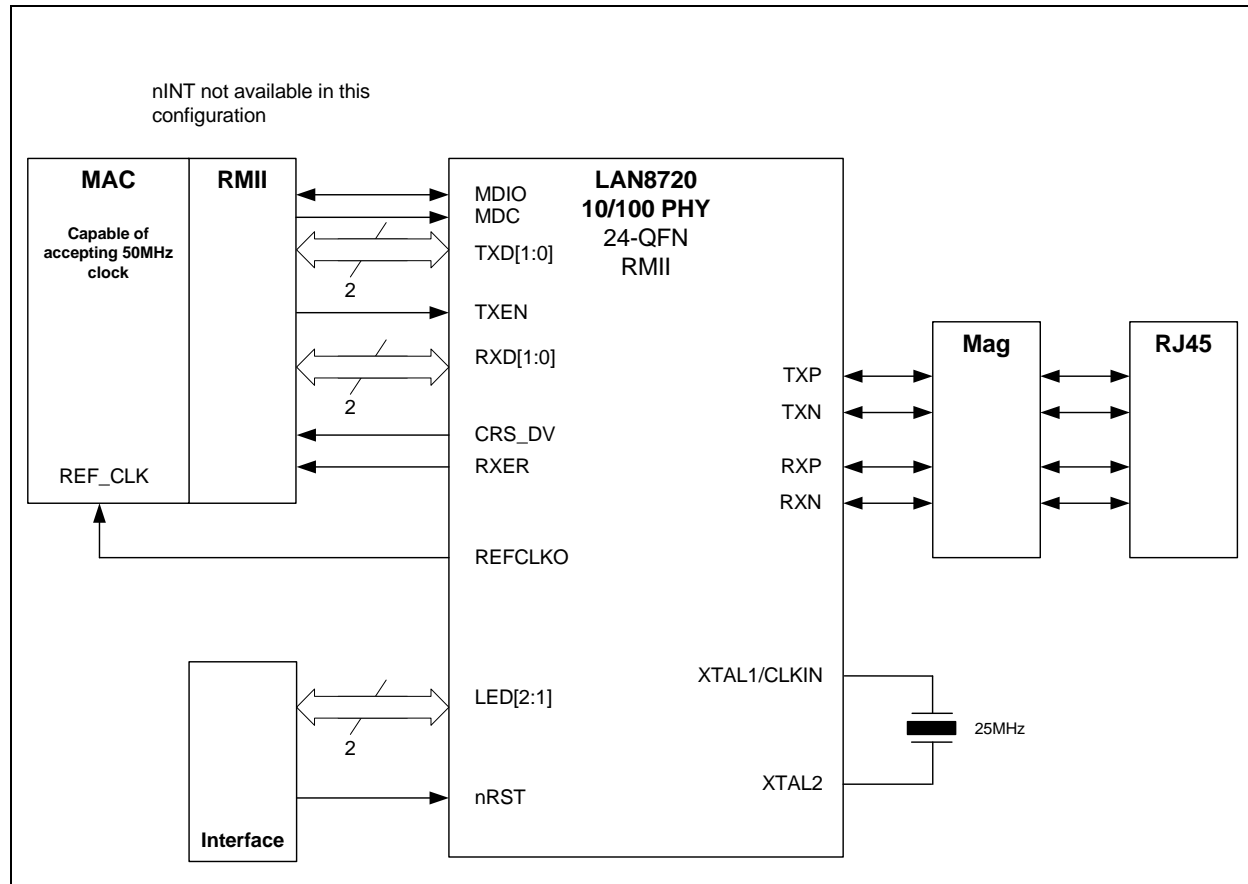 nINT not available in this
configuration
MAC
RMII
Capable of
accepting 50MHz
clock
REF_CLK
LAN8720
10/100 PHY
24-QFN
RMII
MDIO
MDC
TXD[1:0]
2
TXEN
RXD[1:0]
2
CRS_DV
RXER
REFCLKO
LED[2:1]
2
nRST
Interface
TXP
TXN
RXP
RXN
Mag
RJ45
XTAL1/CLKIN
25MHz
XTAL2